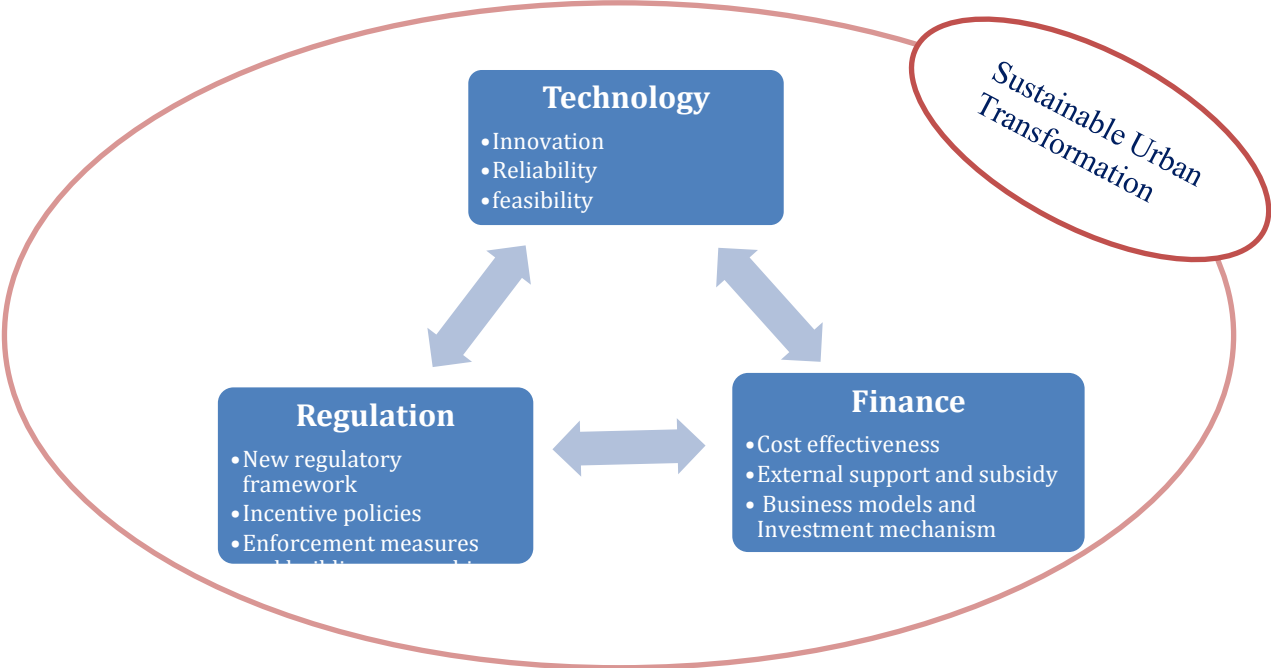 Sustainable Urban
Transformation
Technology
•Innovation
•Reliability
•feasibility
Regulation
•New regulatory
framework
•Incentive policies
•Enforcement measures
Finance
•Cost effectiveness
•External support and subsidy
• Business models and
Investment mechanism